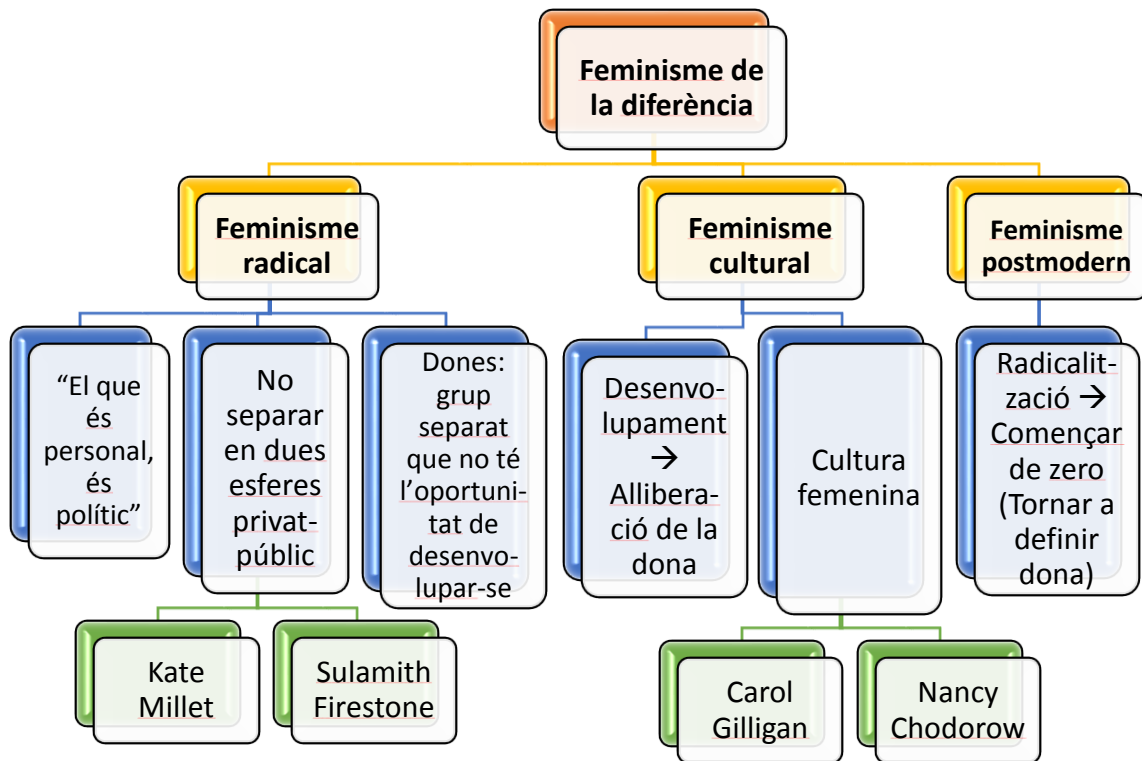 Feminisme de
la diferència
Feminisme
radical
Feminisme
cultural
Feminisme
postmodern
“El que
és
personal,
és
polític”
No
separar
en dues
esferes
privat-
públic
Dones:
grup
separat
que no té
l’oportuni-
tat de
desenvo-
lupar-se
Desenvo-
lupament
→
Allibera-
ció de la
dona
Cultura
femenina
Radicalit-
zació →
Començar
de zero
(Tornar a
definir
dona)
Kate
Millet
Sulamith
Firestone
Carol
Gilligan
Nancy
Chodorow